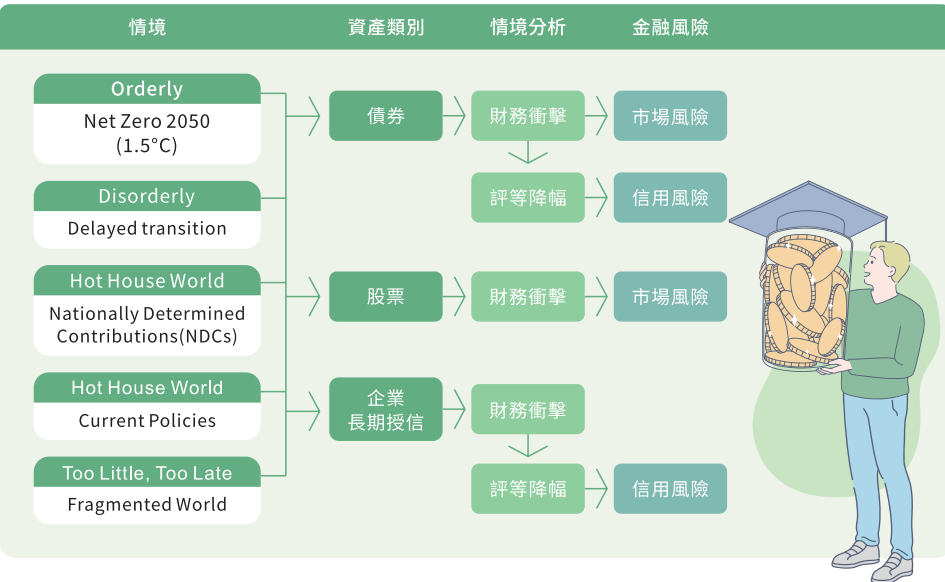 情境
資產類別
情境分析
金融風險
Orderly
Net Zero 2050
(1.5°C)
Disorderly
Delayed transition
Hot House World
Nationally Determined
Contributions(NDCs)
Hot House World
Current Policies
Too Little, Too Late
Fragmented World
債券
財務衝擊
市場風險
評等降幅
信用風險
股票
財務衝擊
市場風險
企業
長期授信
財務衝擊
評等降幅
信用風險